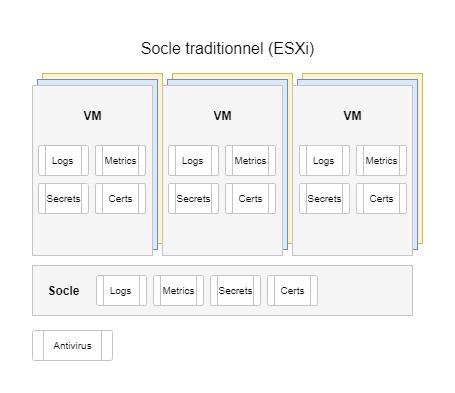 Socle traditionnel (ESXi)
VM VM VM
Logs Metrics Logs Metrics Logs Metrics
Secrets Certs Secrets Certs Secrets Certs
Socle Logs Metrics Secrets Certs
Antivirus